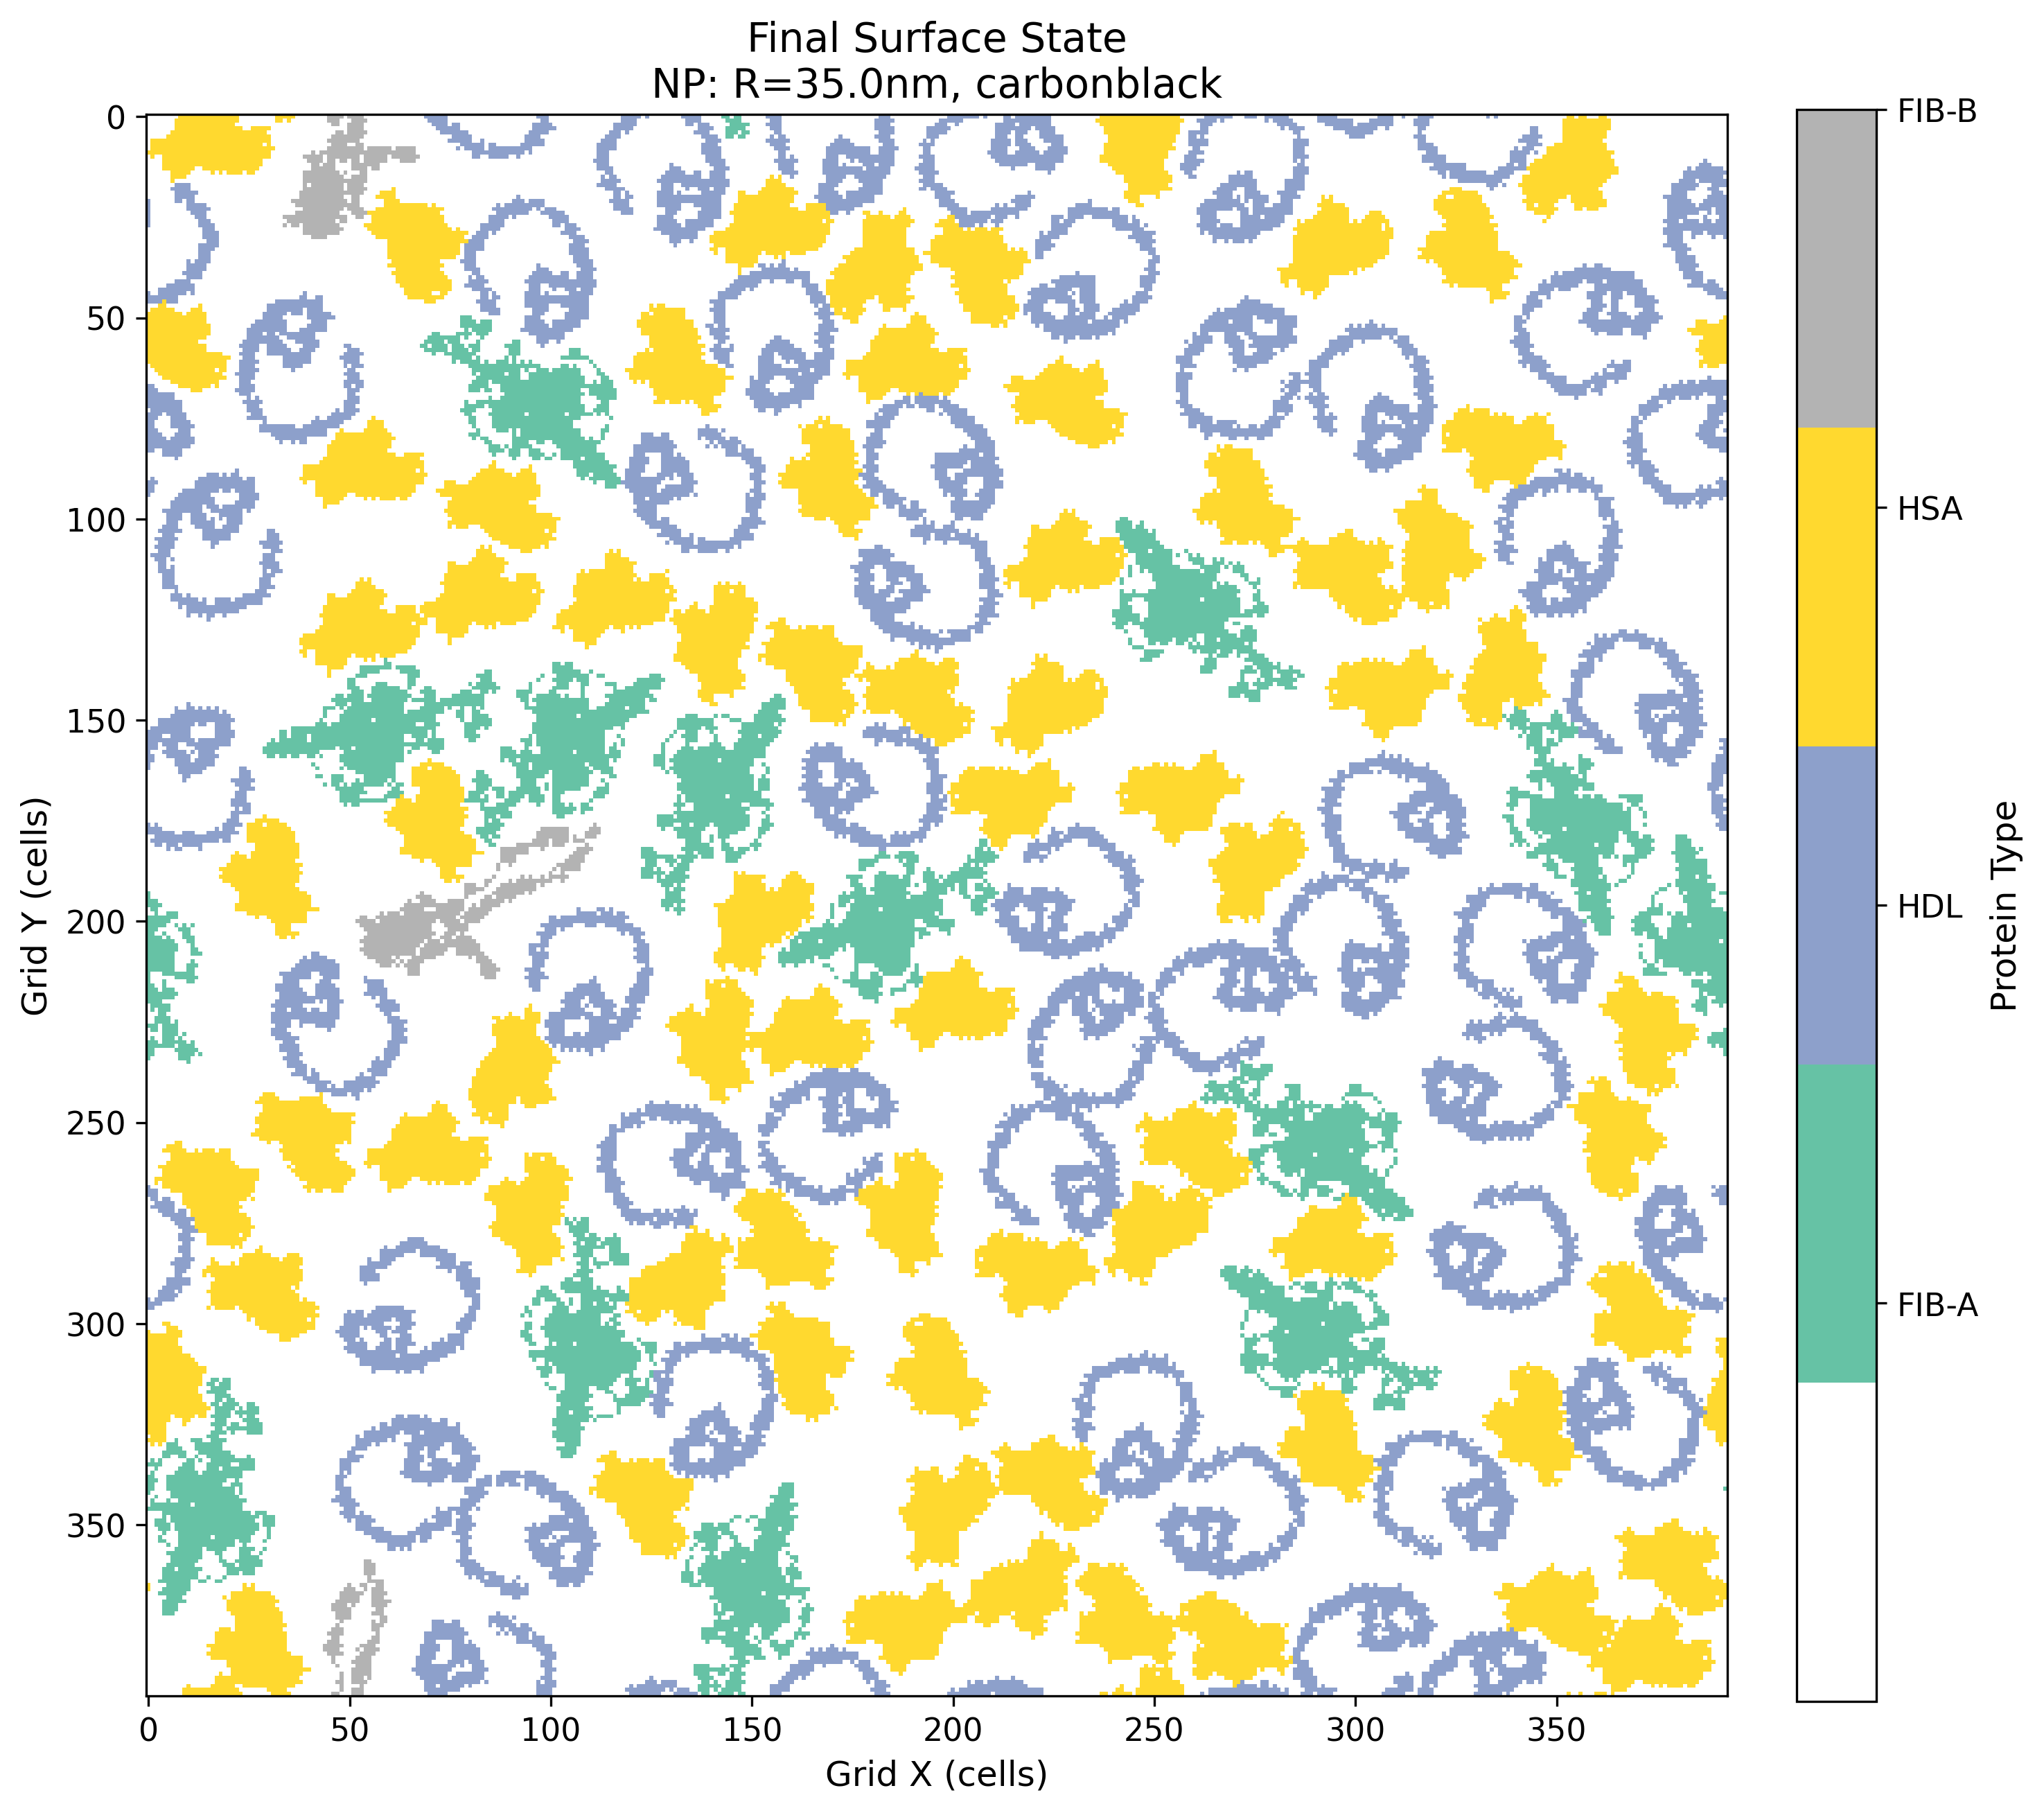 Final Surface State
NP: R=35.0nm, carbonblack
0
50
100
150
200
250
300
350
Grid Y (cells)
0
50
100
150
200
250
300
350
Grid X (cells)
FIB-B
HSA
HDL
FIB-A
Protein Type